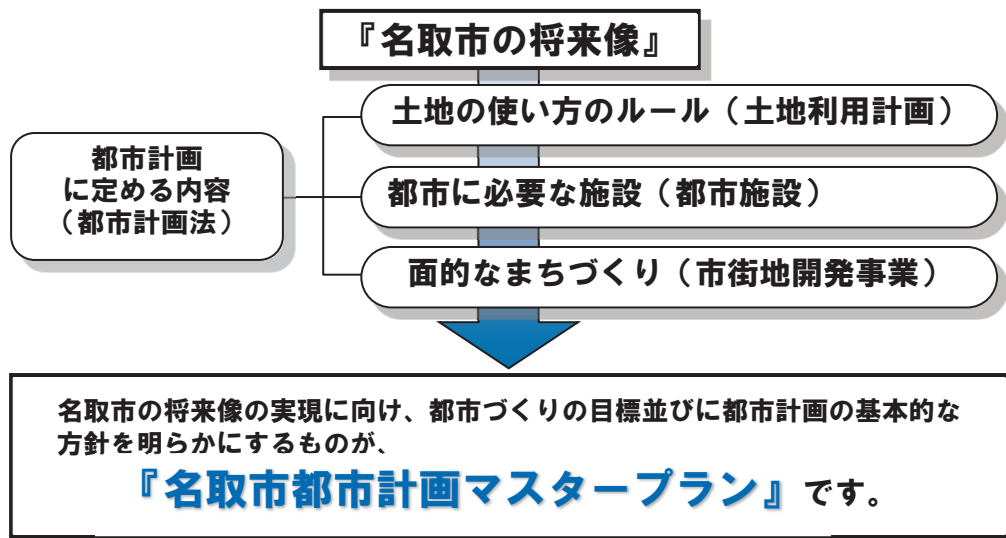 『名取市の将来像』
土地の使い方のルール（土地利用計画）
都市計画
に定める内容
（都市計画法）
都市に必要な施設（都市施設）
面的なまちづくり（市街地開発事業）
名取市の将来像の実現に向け、都市づくりの目標並びに都市計画の基本的な
方針を明らかにするものが、
『名取市都市計画マスタープラン』です。